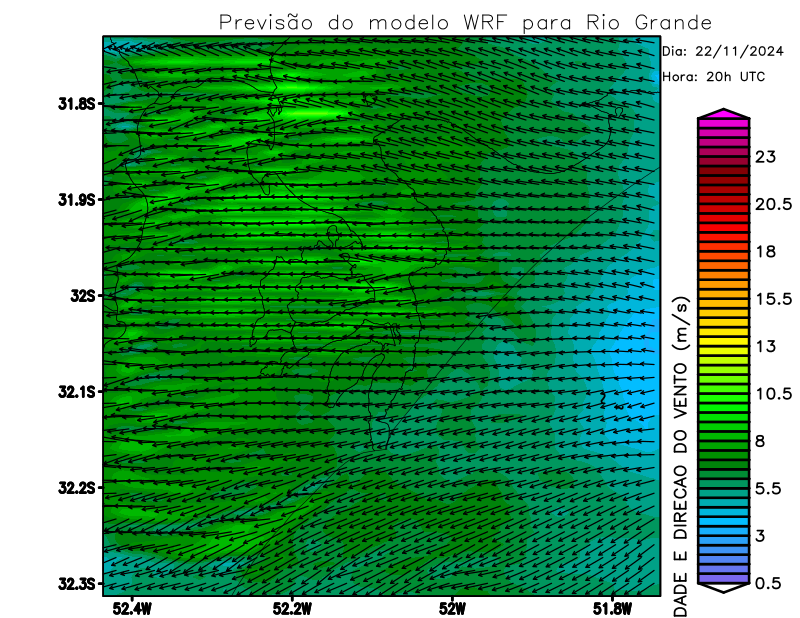 Previsão do modelo WRF para Rio Grande
Dia: 22/11/2024
Hora: 20h UTC
31.8S
31.9S
32S
32.1S
32.2S
32.3S
52.4W
52.2W
52W
51.8W
DADE E DIRECAO DO VENTO (m/s)
23
20.5
18
15.5
13
10.5
8
5.5
3
0.5